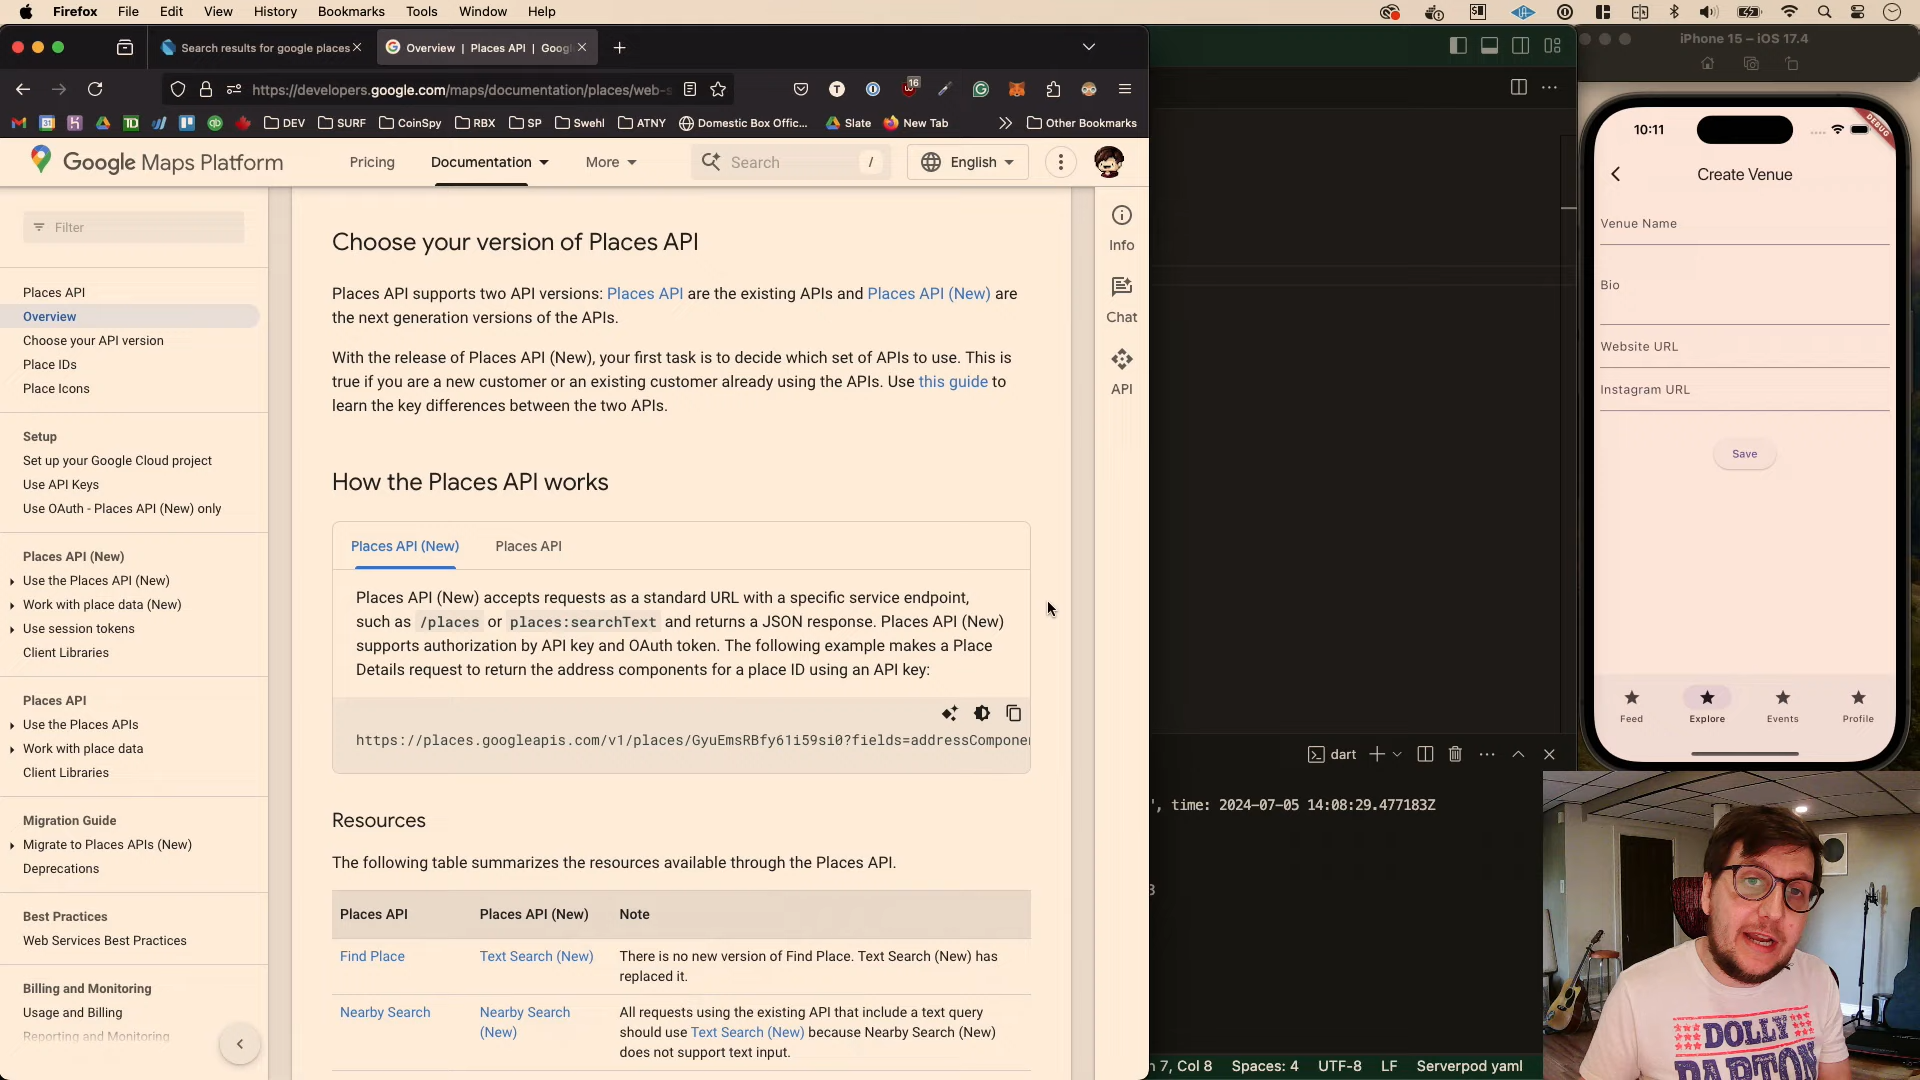 Firefox File Edit View History Bookmarks Tools Window Help
Search results for google places
Overview | Places API | Goog
https://developers.google.com/maps/documentation/places/web-s
16
DEV SURF CoinSpy RBX SP Swehl ATNY Domestic Box Offic... Slate New Tab Other Bookmarks
Google Maps Platform
Pricing Documentation More Search / English
Filter
Places API
Overview
Choose your API version
Place IDs
Place Icons
Setup
Set up your Google Cloud project
Use API Keys
Use OAuth - Places API (New) only
Places API (New)
Use the Places API (New)
Work with place data (New)
Use session tokens
Client Libraries
Places API
Use the Places APIs
Work with place data
Client Libraries
Migration Guide
Migrate to Places APIs (New)
Deprecations
Best Practices
Web Services Best Practices
Billing and Monitoring
Usage and Billing
Reporting and Monitoring
Choose your version of Places API
Places API supports two API versions: Places API are the existing APIs and Places API (New) are
the next generation versions of the APIs.
With the release of Places API (New), your first task is to decide which set of APIs to use. This is
true if you are a new customer or an existing customer already using the APIs. Use this guide to
learn the key differences between the two APIs.
How the Places API works
Places API (New) Places API
Places API (New) accepts requests as a standard URL with a specific service endpoint,
such as /places or places:searchText and returns a JSON response. Places API (New)
supports authorization by API key and OAuth token. The following example makes a Place
Details request to return the address components for a place ID using an API key:
https://places.googleapis.com/v1/places/GyuEmsRBfy61i59si0?fields=addressComponen
Resources
The following table summarizes the resources available through the Places API.
Places API Places API (New) Note
Find Place Text Search (New) There is no new version of Find Place. Text Search (New) has
replaced it.
Nearby Search Nearby Search
(New)
All requests using the existing API that include a text query
should use Text Search (New) because Nearby Search (New)
does not support text input.
Info
Chat
API
dart
', time: 2024-07-05 14:08:29.477183Z
3
7, Col 8 Spaces: 4 UTF-8 LF Serverpod yaml
iPhone 15 – iOS 17.4
10:11
DEBUG
Create Venue
Venue Name
Bio
Website URL
Instagram URL
Save
Feed Explore Events Profile
DOLLY
PARTON